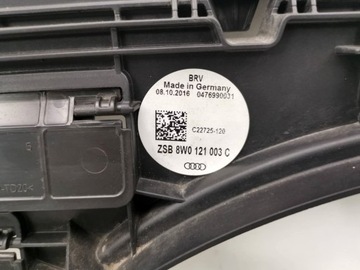 BRV
Made in Germany
08.10.2016 0476990031
C22725-120
ZSB 8W0 121 003 C